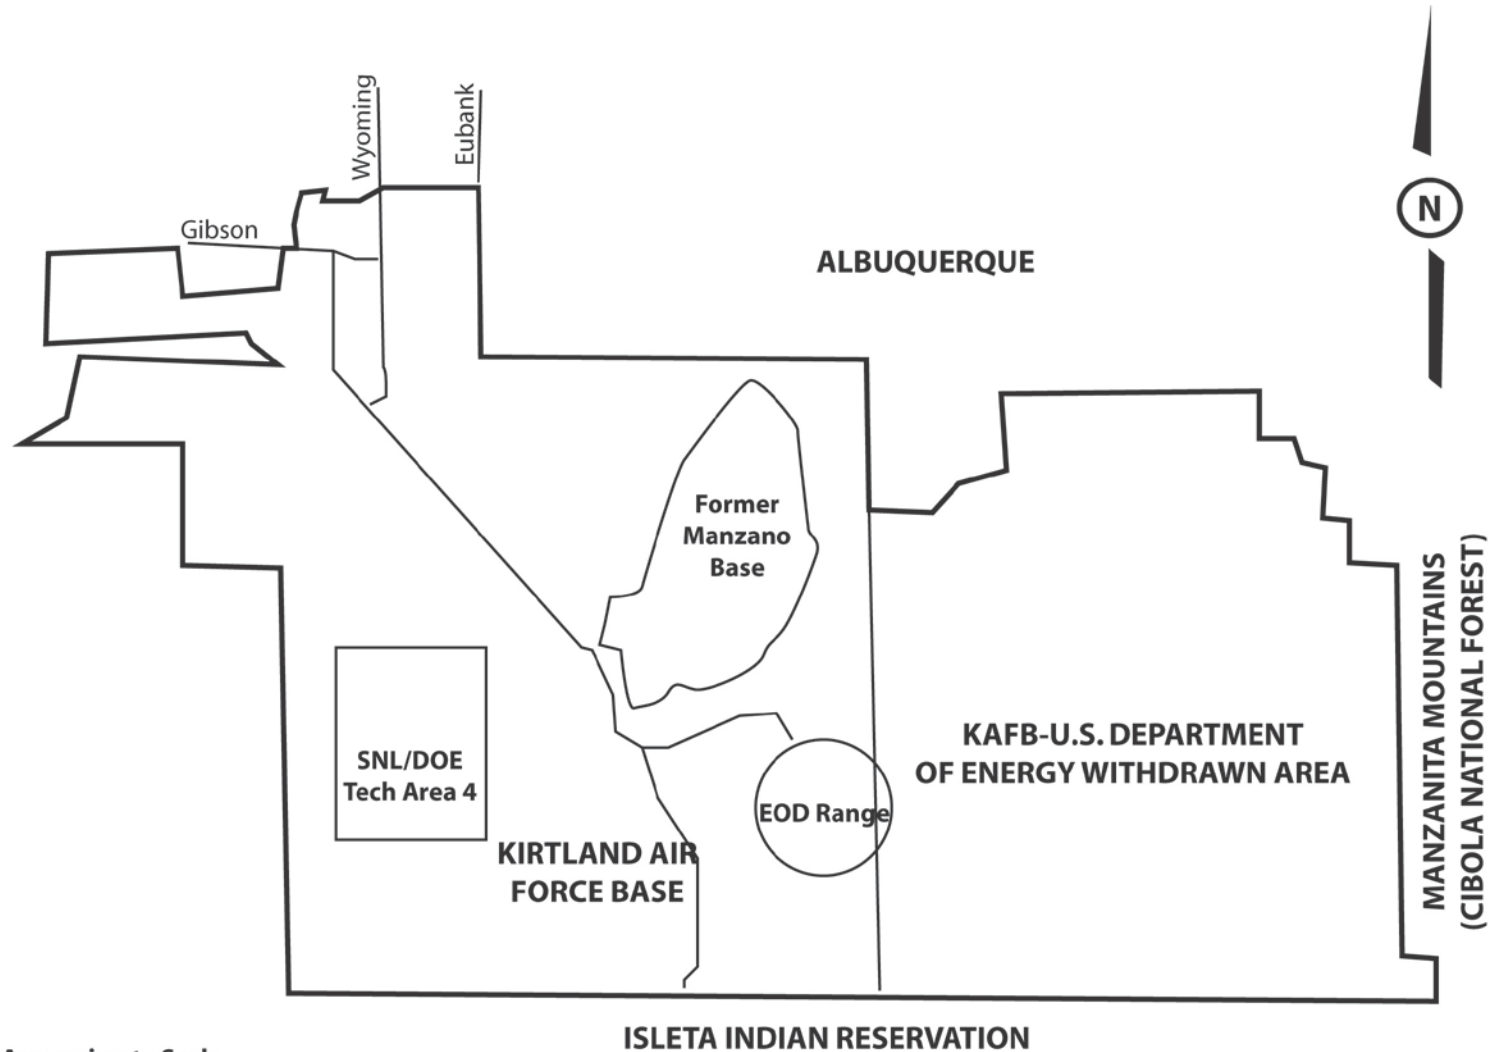 Wyoming
Eubank
Gibson
N
ALBUQUERQUE
Former
Manzano
Base
MANZANITA MOUNTAINS
(CIBOLA NATIONAL FOREST)
KAFB-U.S. DEPARTMENT
OF ENERGY WITHDRAWN AREA
SNL/DOE
Tech Area 4
EOD Range
KIRTLAND AIR
FORCE BASE
ISLETA INDIAN RESERVATION